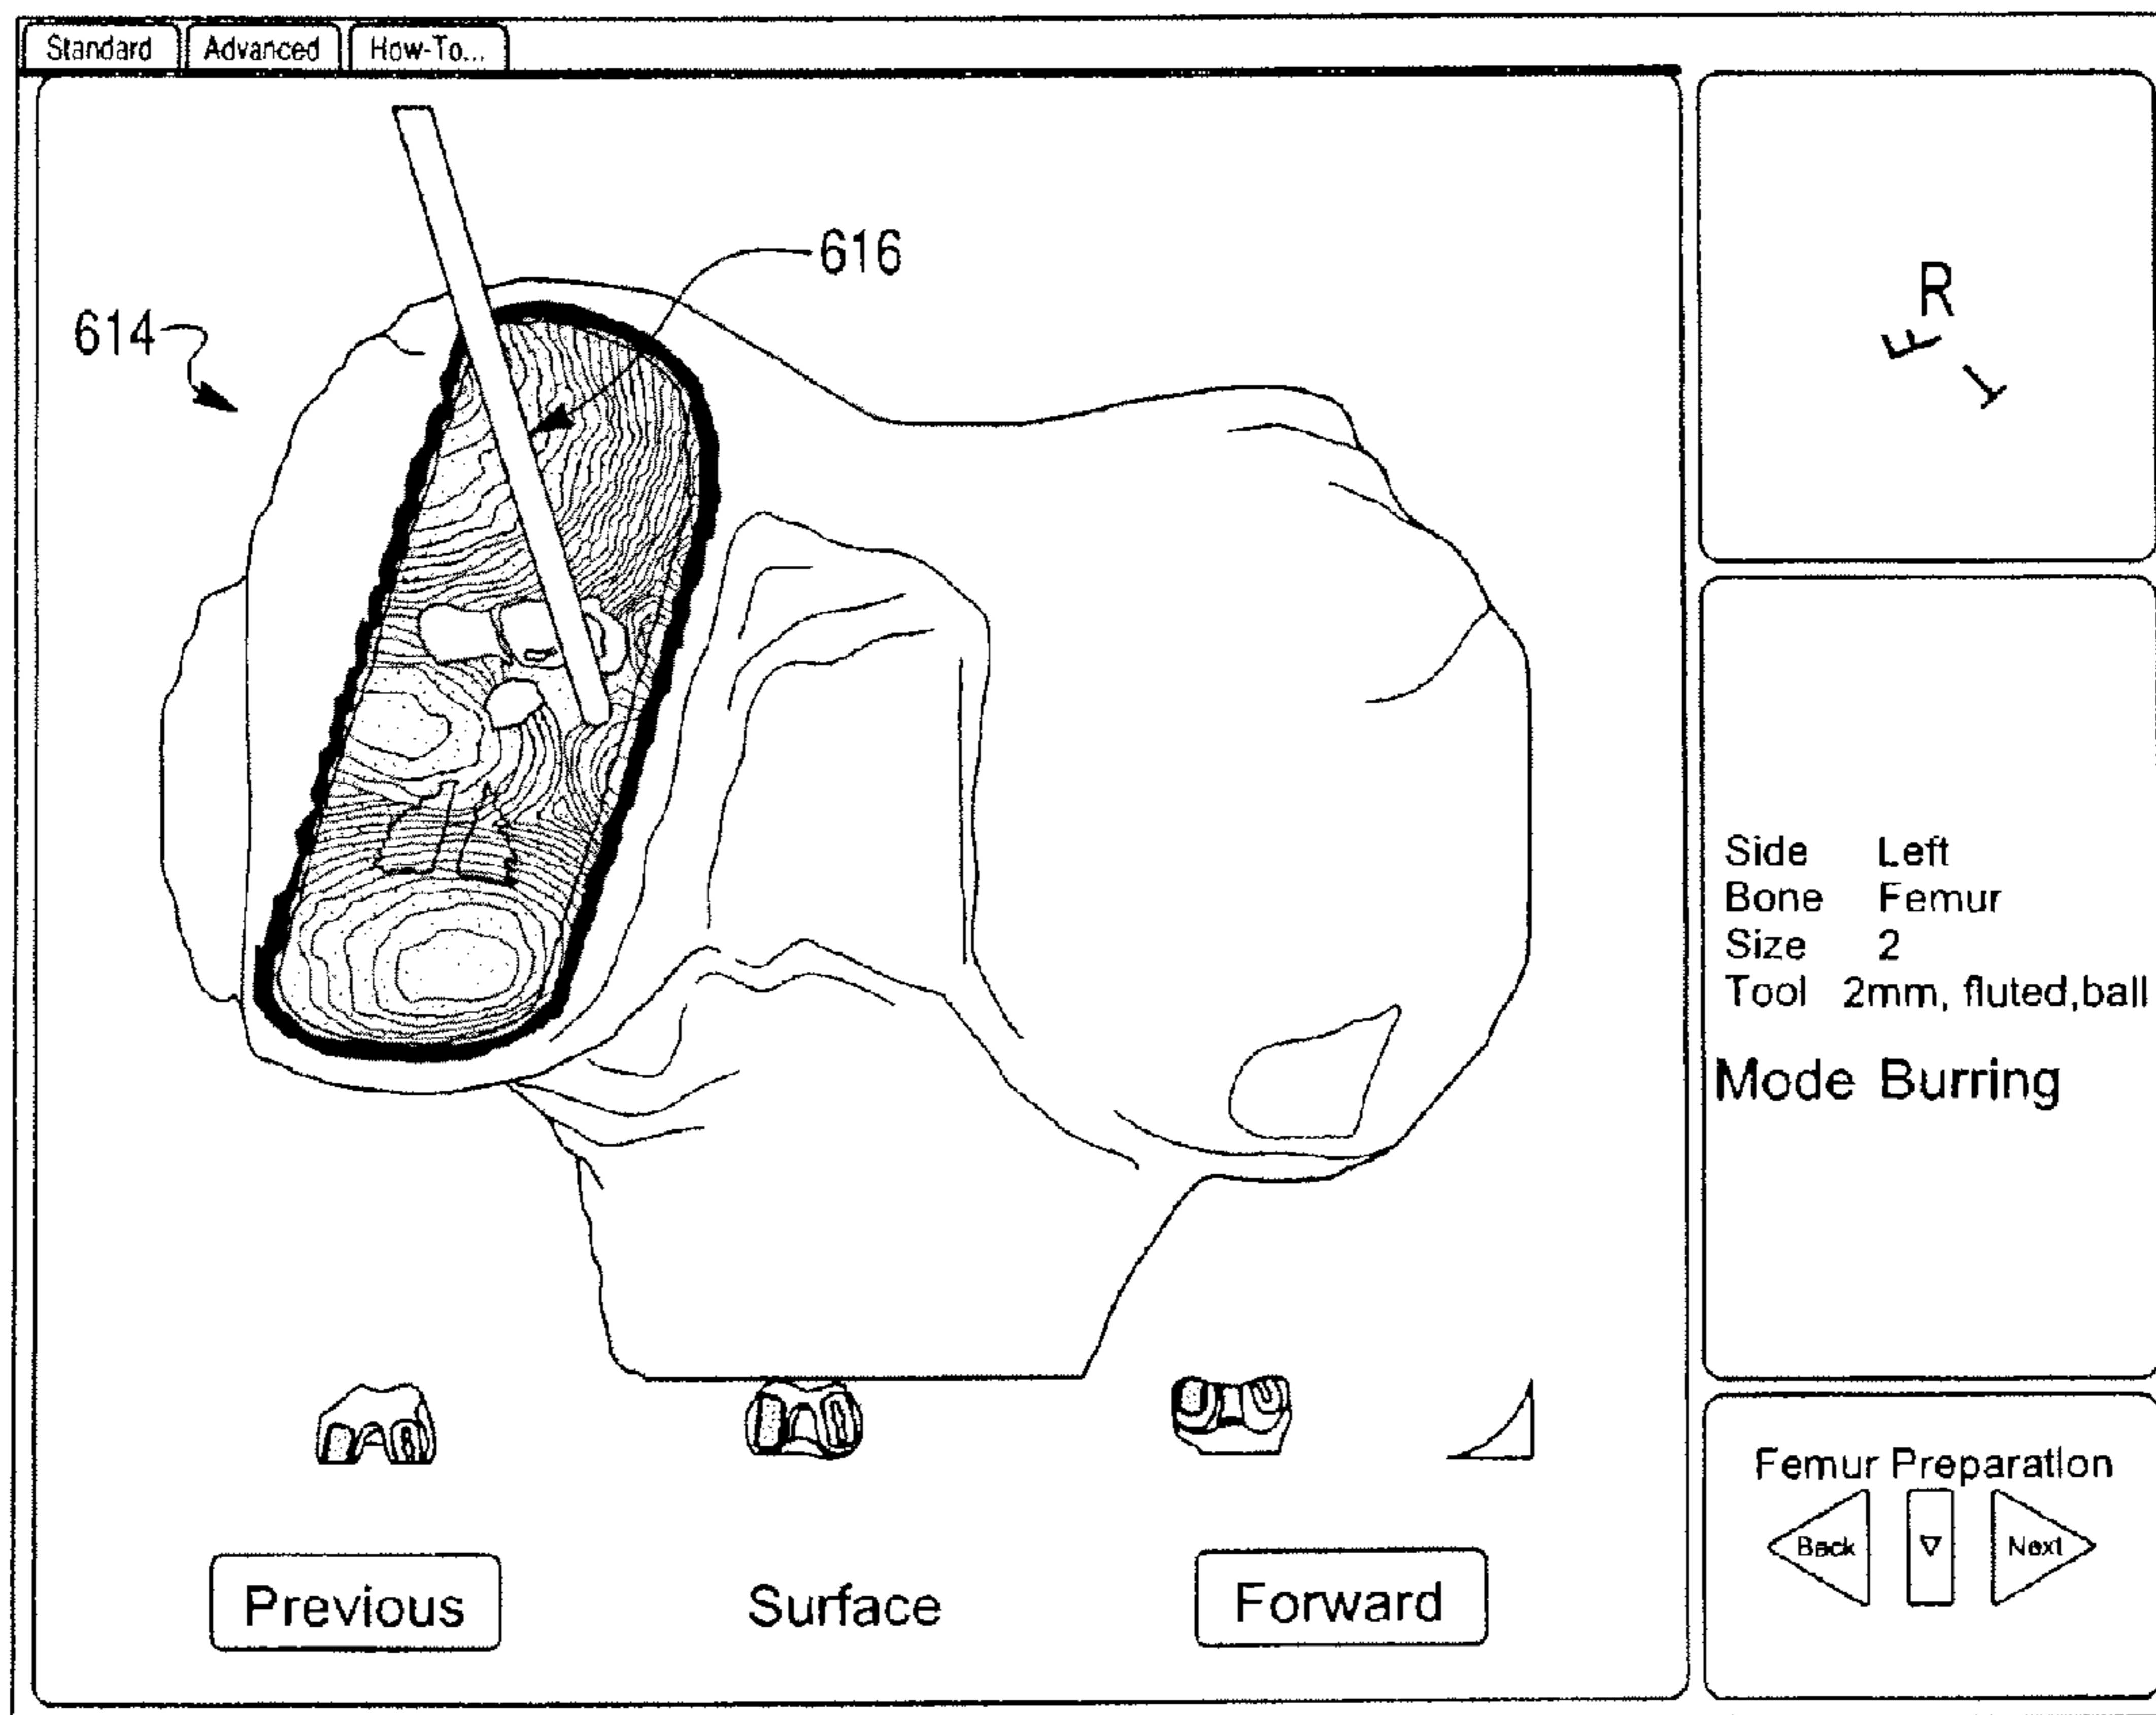 Standard Advanced How-To...
616
614
R
F
I
Side Left
Bone Femur
Size 2
Tool 2mm, fluted,ball
Mode Burring
Femur Preparation
Back Next
Previous Surface Forward